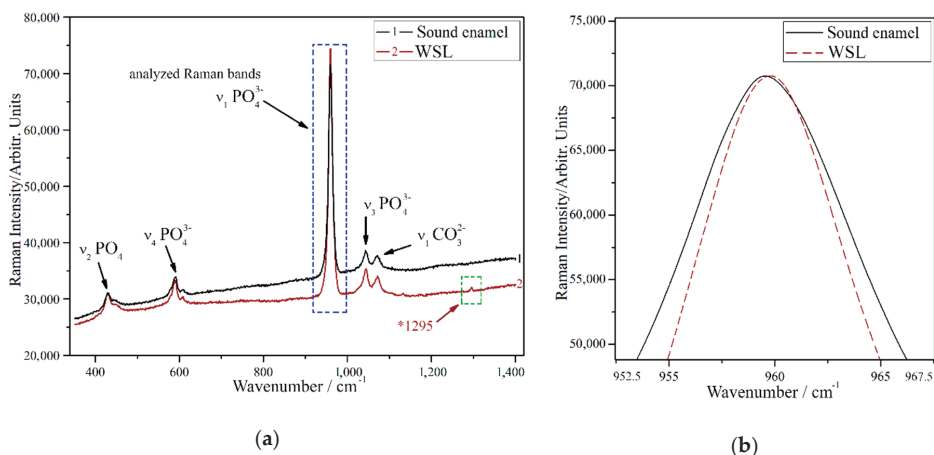 80,000
70,000
60,000
50,000
40,000
30,000
20,000
Raman Intensity/Arbitr. Units
1 Sound enamel
2 WSL
analyzed Raman bands
ν₁ PO₄³⁻
ν₃ PO₄³⁻
ν₁ CO₃²⁻
ν₄ PO₄³⁻
ν₂ PO₄
1
2
*1295
400 600 800 1,000 1,200 1,400
Wavenumber / cm⁻¹
(a)
75,000
70,000
65,000
60,000
55,000
50,000
Raman Intensity/Arbitr. Units
Sound enamel
WSL
952.5 955 960 965 967.5
Wavenumber / cm⁻¹
(b)